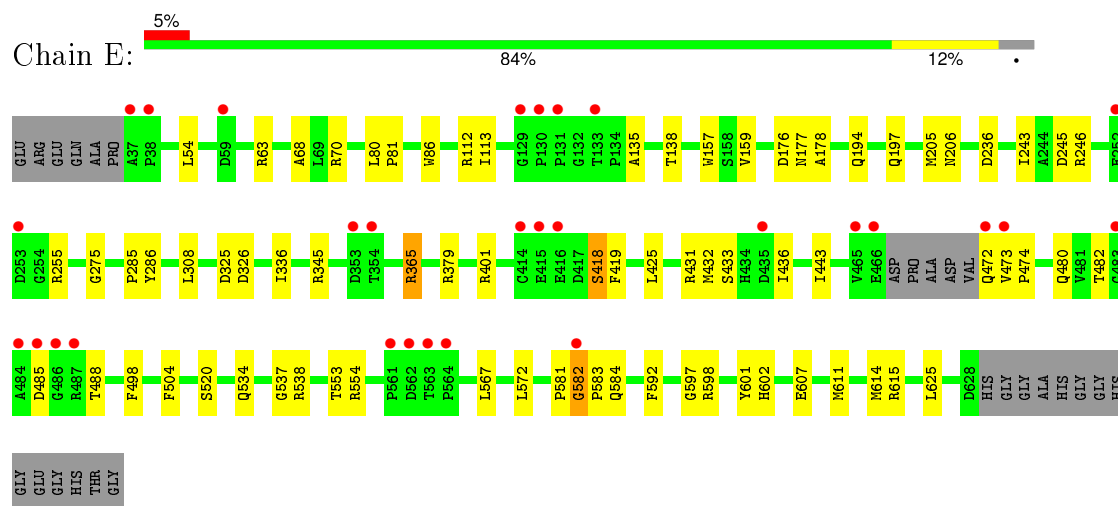 5%
Chain E:
84% 12% •
GLU ARG GLU GLN ALA PRO A37 P38 L54 D59 R63 A68 L69 R70 L80 P81 W86 R112 I113 G129 P130 P131 G132 T133 P134 A135 T138 W157 S158 V159 D176 N177 A178 Q194 Q197 M205 N206 D236 I243 A244 D245 R246
D253 G254 R255 G275 P285 Y286 L308 D325 D326 I336 R345 D353 T354 R365 R379 R401 C414 E415 E416 D417 S418 F419 L425 R431 M432 S433 H434 D435 I436 I443 V465 E466 ASP PRO ALA ASP VAL Q472 V473 P474 Q480 V481 T482
A484 D485 G486 R487 T488 F498 F504 S520 Q534 G537 R538 T553 R554 P561 D562 T563 P564 L567 L572 P581 G582 P583 Q584 F592 G597 R598 Y601 H602 E607 M611 M614 R615 L625 D628 HIS GLY GLY ALA HIS GLY GLY HIS
GLY GLU GLY HIS THR GLY